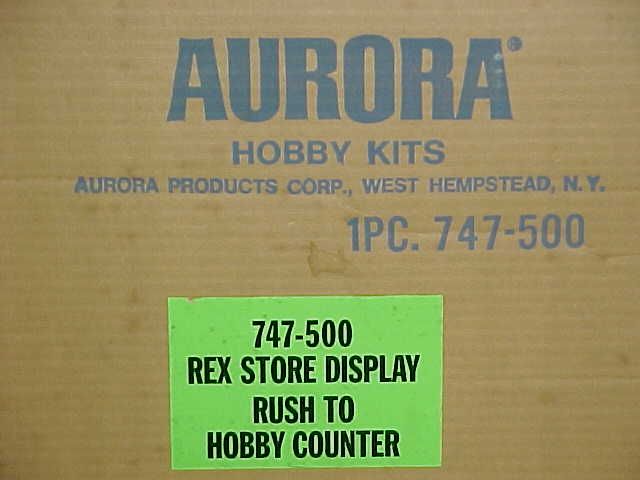 AURORA®
HOBBY KITS
AURORA PRODUCTS CORP., WEST HEMPSTEAD, N.Y.
1PC. 747-500
747-500
REX STORE DISPLAY
RUSH TO
HOBBY COUNTER